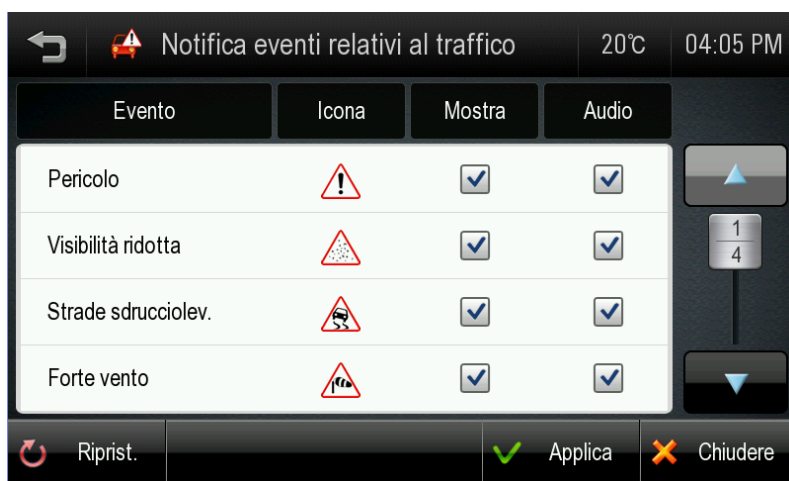 Notifica eventi relativi al traffico 20°C 04:05 PM
Evento Icona Mostra Audio
Pericolo
Visibilità ridotta
1
4
Strade sdrucciolev.
Forte vento
Riprist. Applica Chiudere